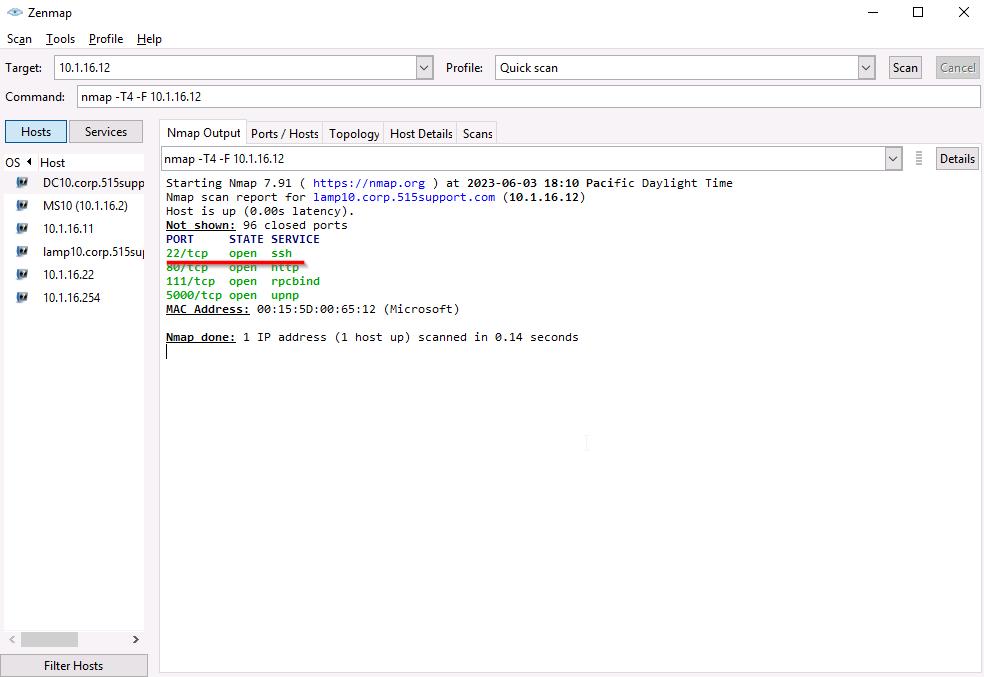 Zenmap
Scan Tools Profile Help
Target: 10.1.16.12 Profile: Quick scan Scan Cancel
Command: nmap -T4 -F 10.1.16.12
Hosts Services
Nmap Output Ports / Hosts Topology Host Details Scans
OS Host
nmap -T4 -F 10.1.16.12 Details
DC10.corp.515supp
MS10 (10.1.16.2)
10.1.16.11
lamp10.corp.515sup
10.1.16.22
10.1.16.254
Starting Nmap 7.91 ( https://nmap.org ) at 2023-06-03 18:10 Pacific Daylight Time
Nmap scan report for lamp10.corp.515support.com (10.1.16.12)
Host is up (0.00s latency).
Not shown: 96 closed ports
PORT STATE SERVICE
22/tcp open ssh
80/tcp open http
111/tcp open rpcbind
5000/tcp open upnp
MAC Address: 00:15:5D:00:65:12 (Microsoft)
Nmap done: 1 IP address (1 host up) scanned in 0.14 seconds
Filter Hosts